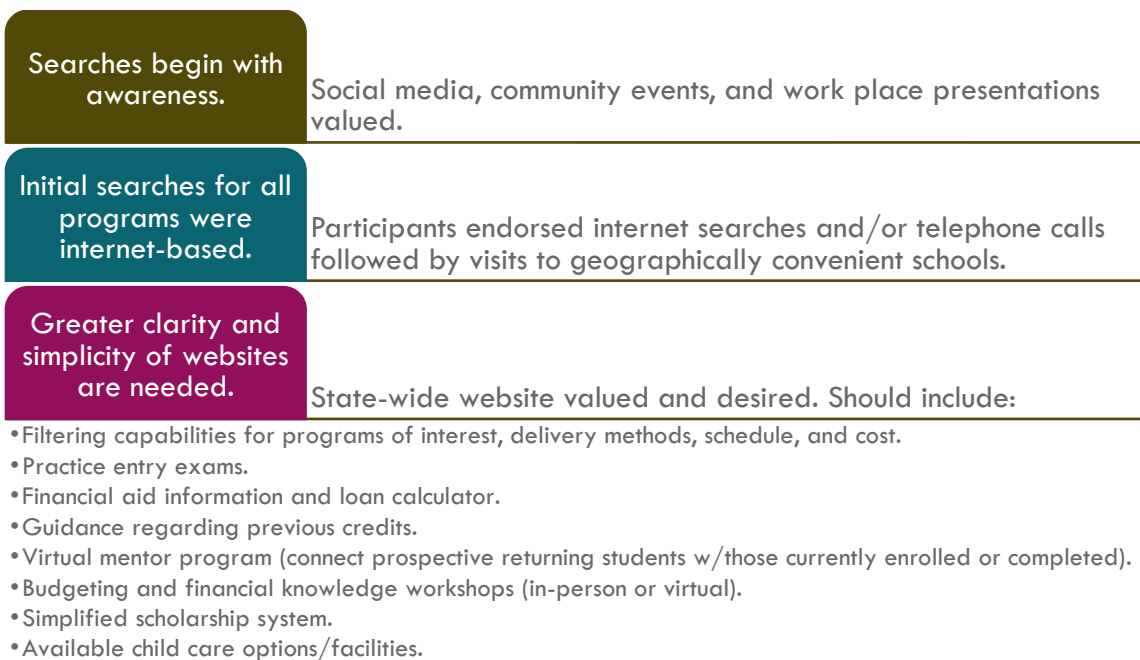 Searches begin with
awareness.
Social media, community events, and work place presentations
valued.
Initial searches for all
programs were
internet-based.
Participants endorsed internet searches and/or telephone calls
followed by visits to geographically convenient schools.
Greater clarity and
simplicity of websites
are needed.
State-wide website valued and desired. Should include:
•Filtering capabilities for programs of interest, delivery methods, schedule, and cost.
•Practice entry exams.
•Financial aid information and loan calculator.
•Guidance regarding previous credits.
•Virtual mentor program (connect prospective returning students w/those currently enrolled or completed).
•Budgeting and financial knowledge workshops (in-person or virtual).
•Simplified scholarship system.
•Available child care options/facilities.